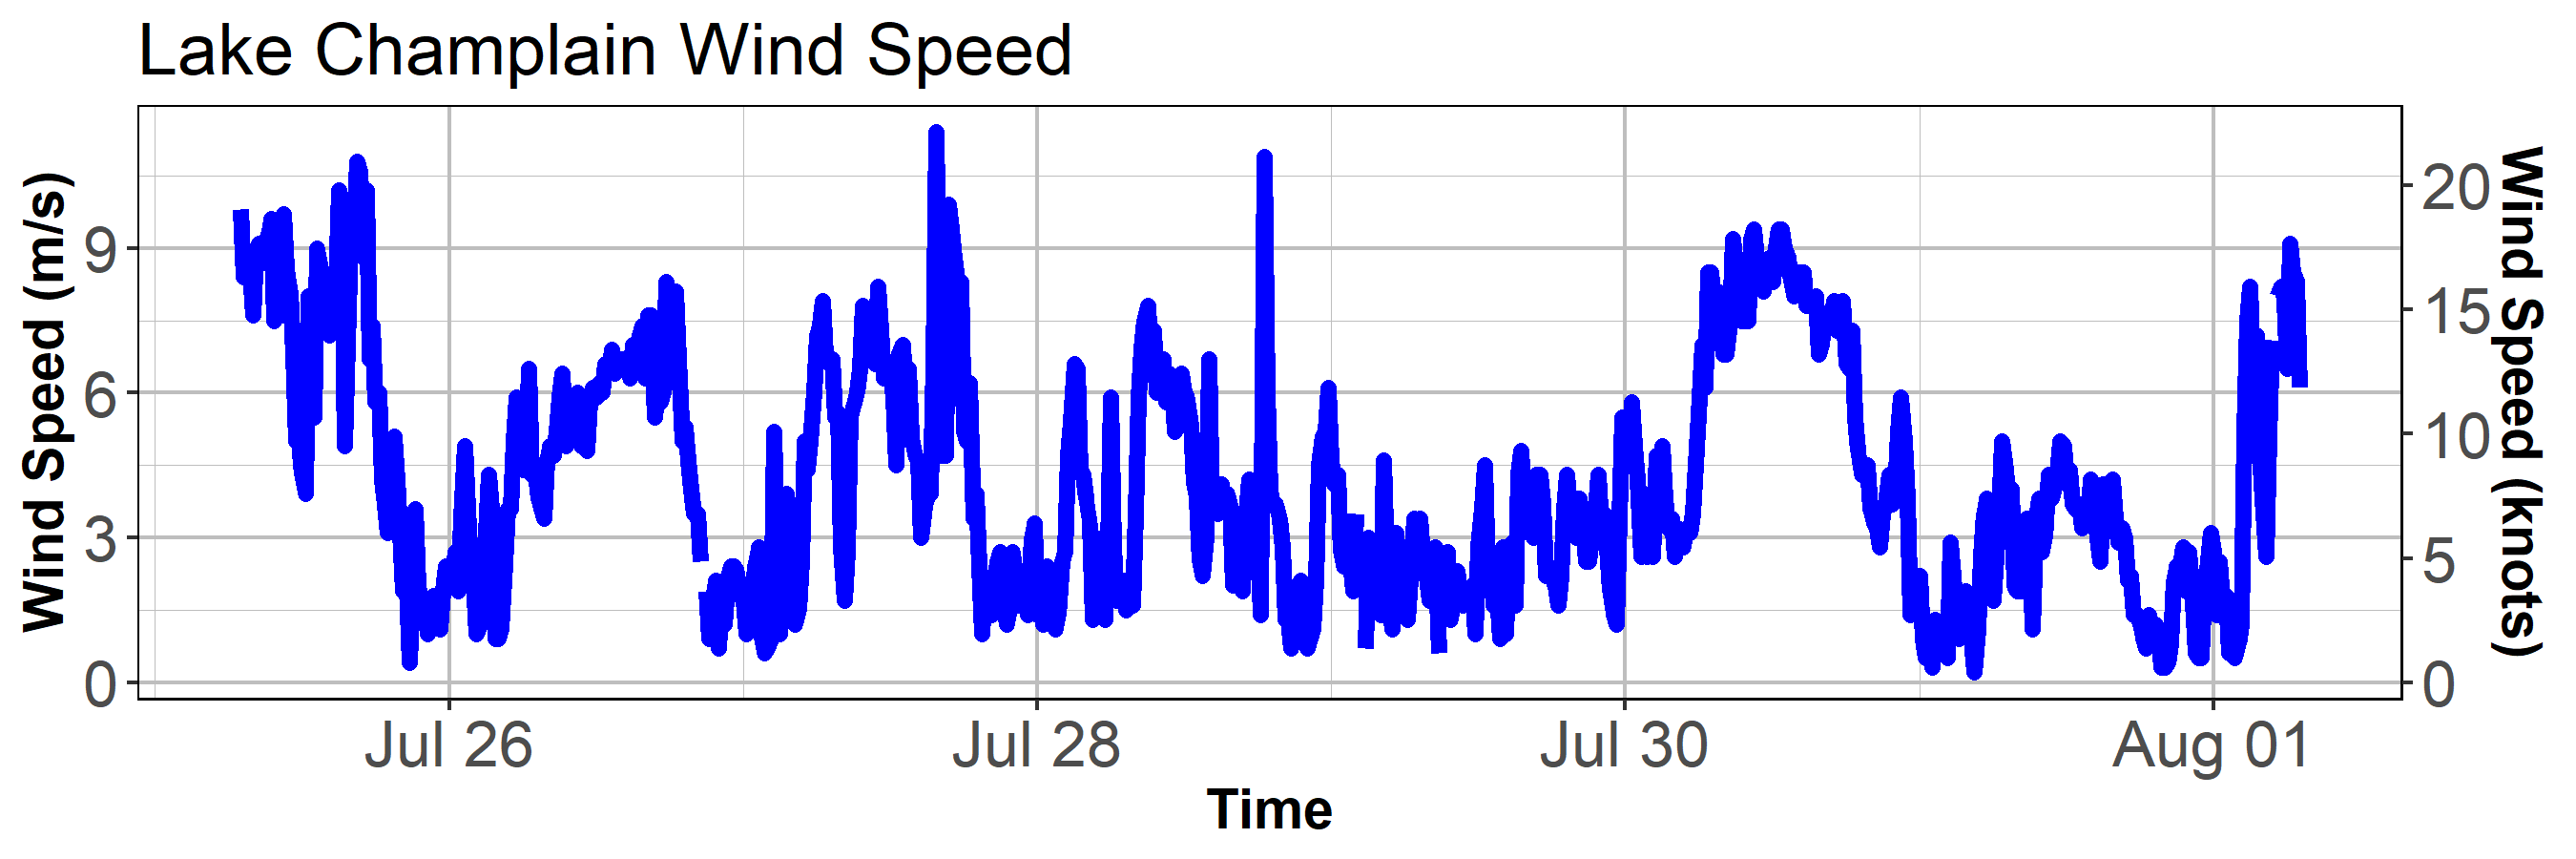 Lake Champlain Wind Speed
Wind Speed (m/s)
9
6
3
0
20
15
10
5
0
Wind Speed (knots)
Jul 26 Jul 28 Jul 30 Aug 01
Time